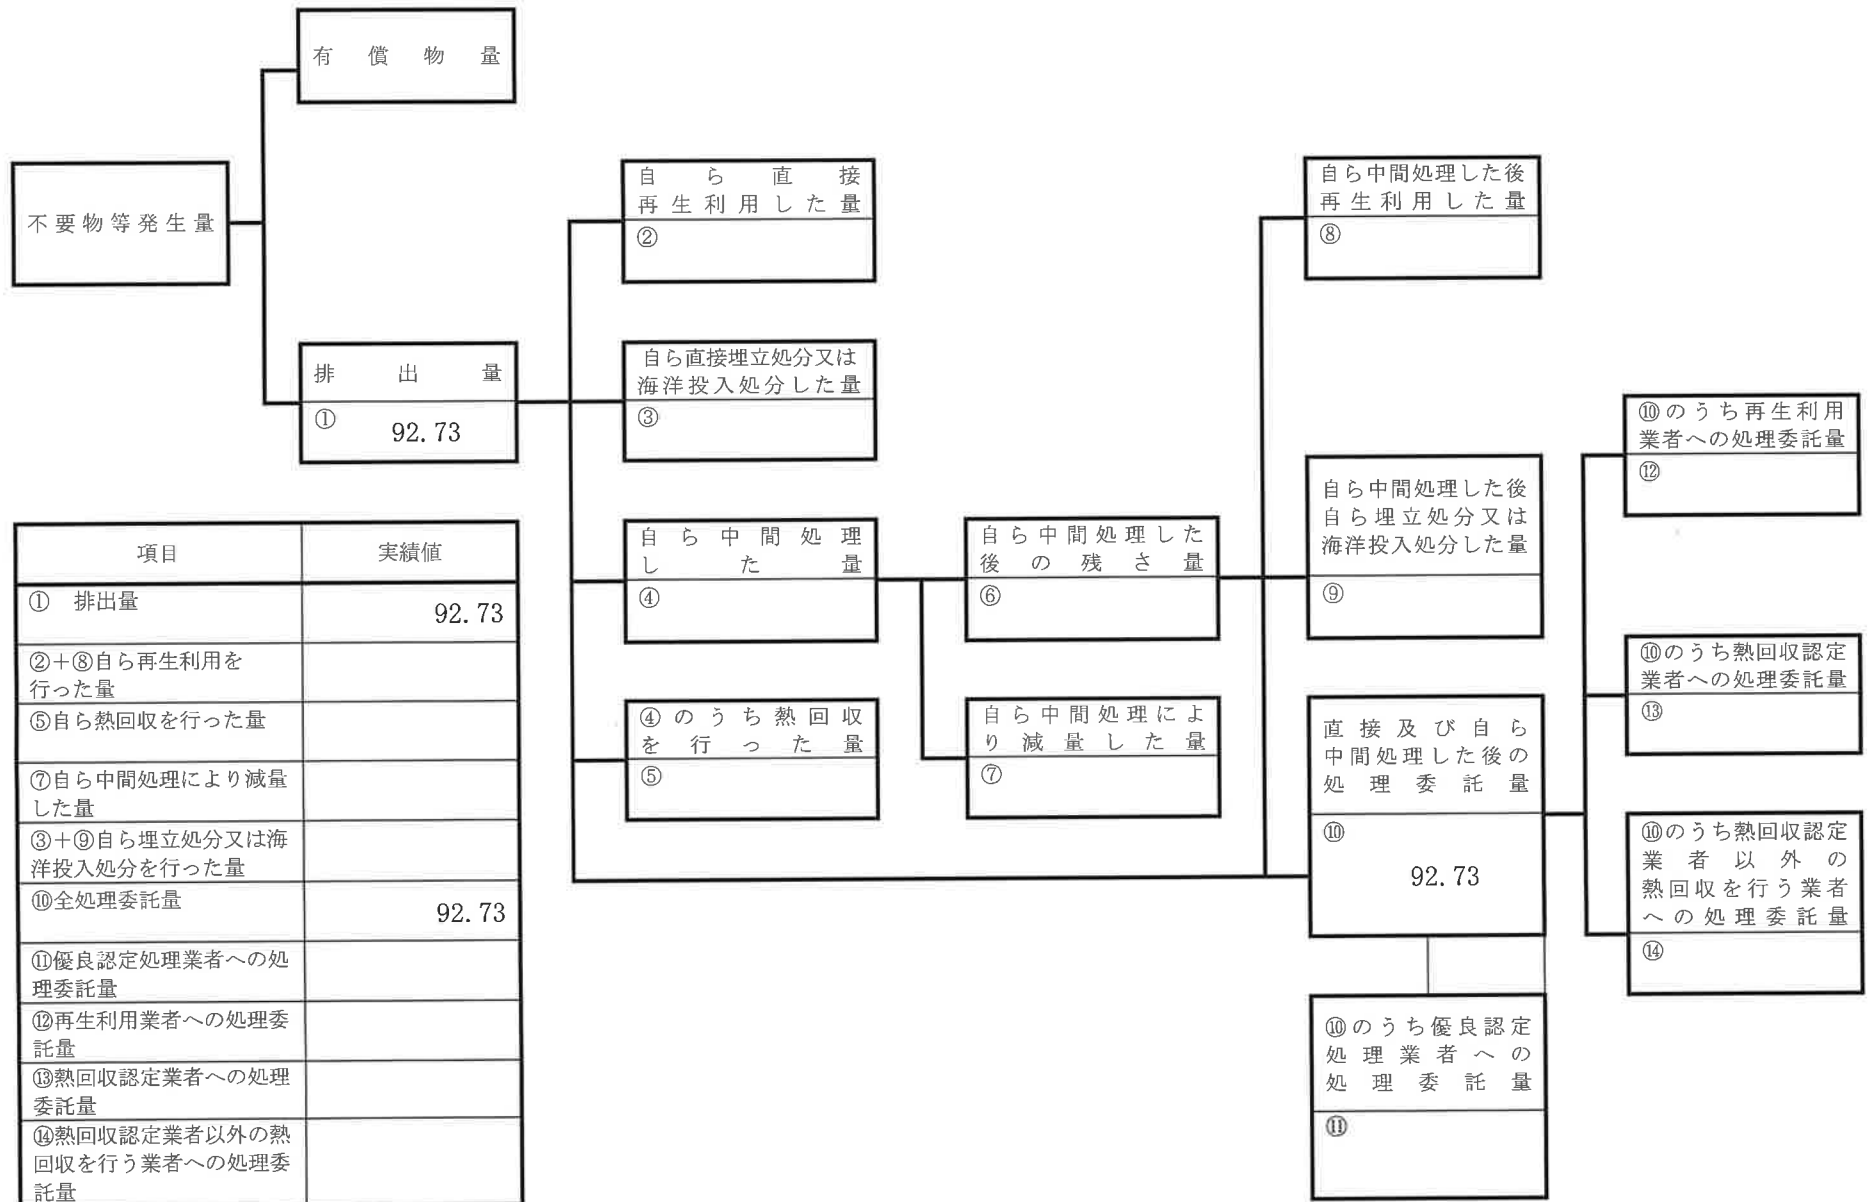 有償物量
不要物等発生量
排出量
① 92.73
自ら直接
再生利用した量
②
自ら直接埋立処分又は
海洋投入処分した量
③
自ら中間処理
した量
④
④のうち熱回収
を行った量
⑤
自ら中間処理した
後の残さ量
⑥
自ら中間処理によ
り減量した量
⑦
自ら中間処理した後
再生利用した量
⑧
自ら中間処理した後
自ら埋立処分又は
海洋投入処分した量
⑨
直接及び自ら
中間処理した後の
処理委託量
⑩
92.73
⑩のうち優良認定
処理業者への
処理委託量
⑪
⑩のうち再生利用
業者への処理委託量
⑫
⑩のうち熱回収認定
業者への処理委託量
⑬
⑩のうち熱回収認定
業者以外の
熱回収を行う業者
への処理委託量
⑭
項目 実績値
① 排出量 92.73
②+⑧自ら再生利用を
行った量
⑤自ら熱回収を行った量
⑦自ら中間処理により減量
した量
③+⑨自ら埋立処分又は海
洋投入処分を行った量
⑩全処理委託量 92.73
⑪優良認定処理業者への処
理委託量
⑫再生利用業者への処理委
託量
⑬熱回収認定業者への処理
委託量
⑭熱回収認定業者以外の熱
回収を行う業者への処理委
託量